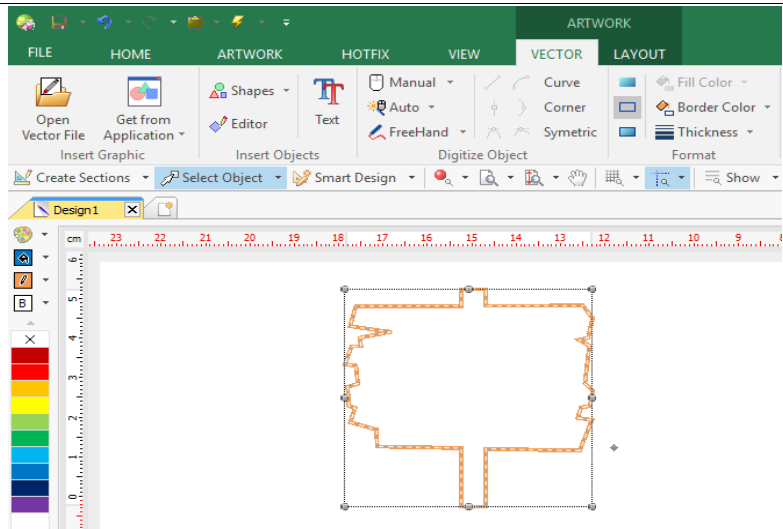 ARTWORK
FILE HOME ARTWORK HOTFIX VIEW VECTOR LAYOUT
Open Vector File
Get from Application
Insert Graphic
Shapes
Editor
Text
Insert Objects
Manual
Auto
FreeHand
Curve
Corner
Symetric
Digitize Object
Fill Color
Border Color
Thickness
Format
Create Sections Select Object Smart Design Show
Design1
cm 23 22 21 20 19 18 17 16 15 14 13 12 11 10 9 8
B
6
5
4
3
2
1
0